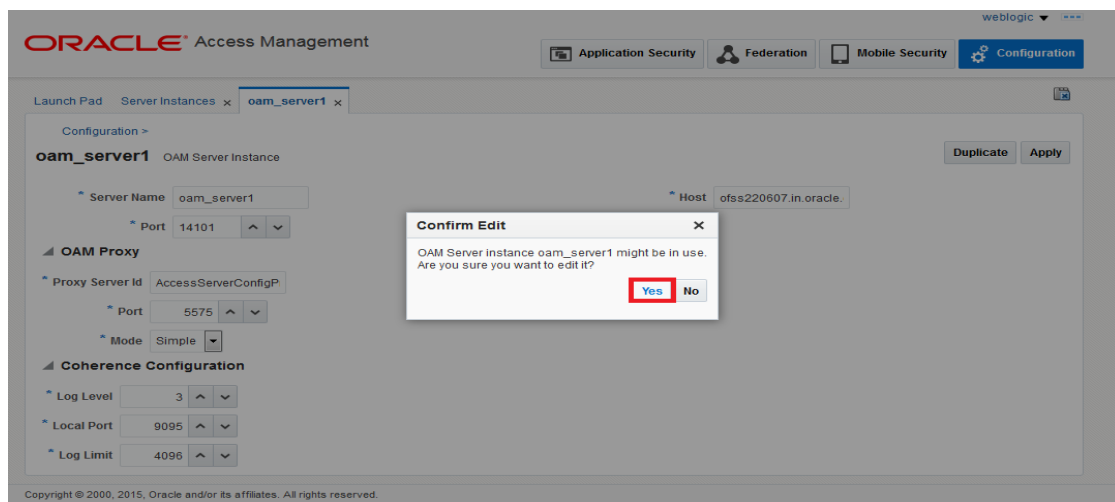 weblogic
ORACLE Access Management
Application Security
Federation
Mobile Security
Configuration
Launch Pad
Server Instances x
oam_server1 x
Configuration >
oam_server1 OAM Server Instance
Duplicate
Apply
* Server Name oam_server1
* Host ofss220607.in.oracle.
* Port 14101
Confirm Edit
OAM Server instance oam_server1 might be in use.
Are you sure you want to edit it?
Yes
No
OAM Proxy
* Proxy Server Id AccessServerConfigP
* Port 5575
* Mode Simple
Coherence Configuration
* Log Level 3
* Local Port 9095
* Log Limit 4096
Copyright © 2000, 2015, Oracle and/or its affiliates. All rights reserved.